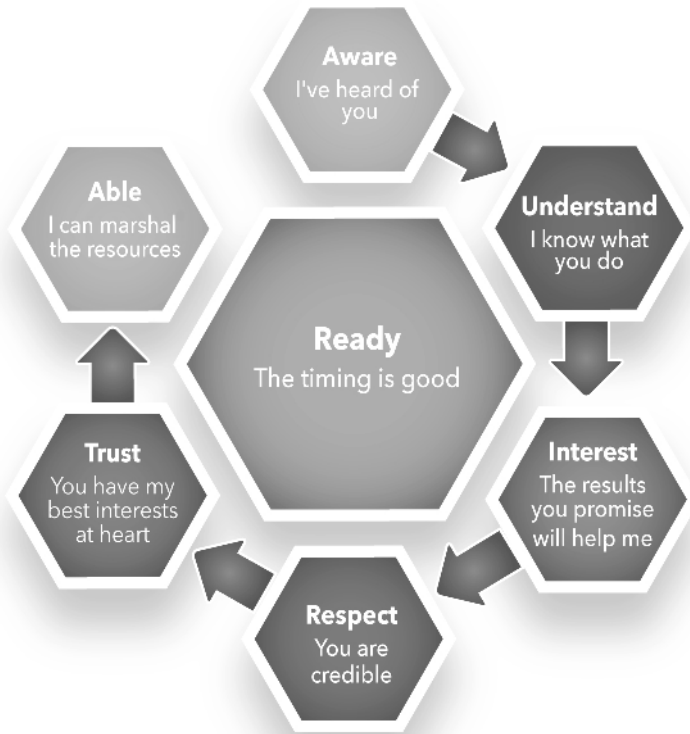 Aware
I've heard of
you
Understand
I know what
you do
Interest
The results
you promise
will help me
Respect
You are
credible
Trust
You have my
best interests
at heart
Able
I can marshal
the resources
Ready
The timing is good